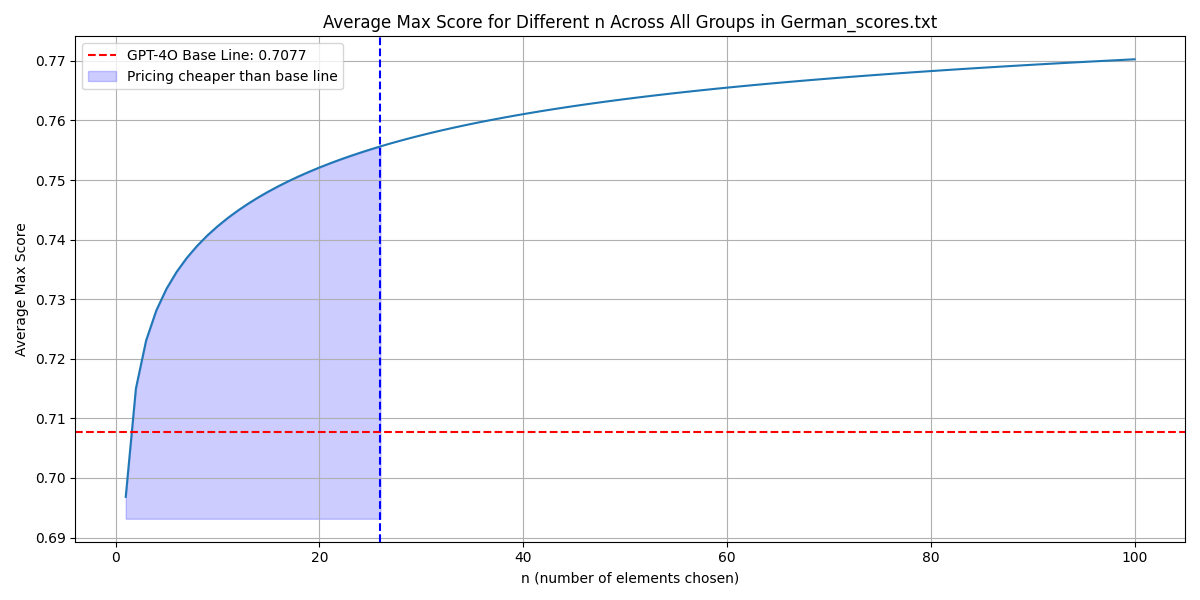 Average Max Score for Different n Across All Groups in German_scores.txt
GPT-4O Base Line: 0.7077
Pricing cheaper than base line
Average Max Score
0.77
0.76
0.75
0.74
0.73
0.72
0.71
0.70
0.69
0 20 40 60 80 100
n (number of elements chosen)